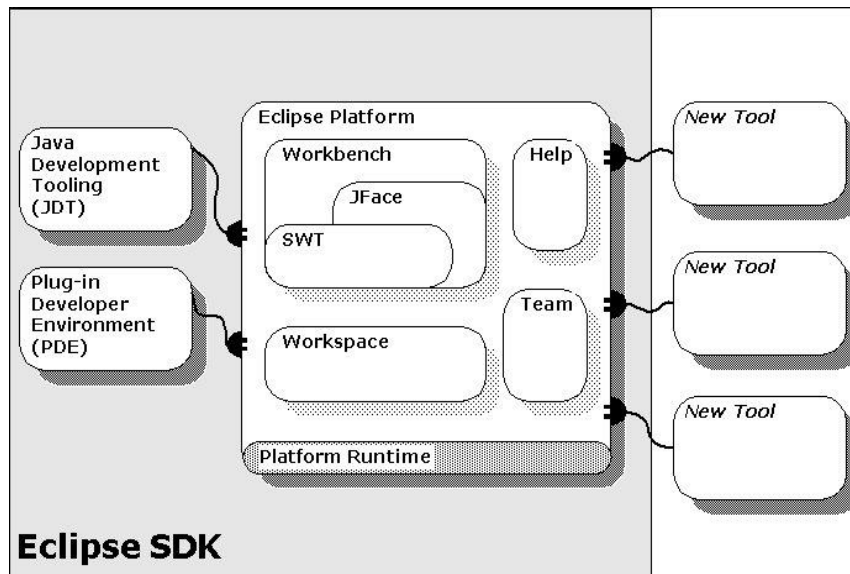 Eclipse Platform
Java
Development
Tooling
(JDT)
Workbench
JFace
SWT
Help
New Tool
Plug-in
Developer
Environment
(PDE)
Workspace
Team
New Tool
Platform Runtime
New Tool
Eclipse SDK